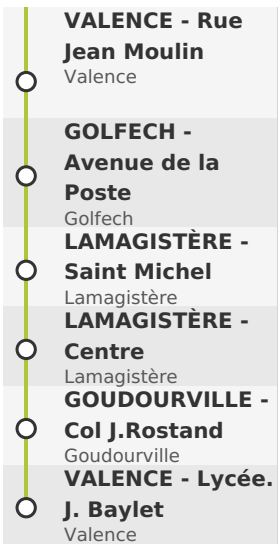 VALENCE - Rue
Jean Moulin
Valence
GOLFECH -
Avenue de la
Poste
Golfech
LAMAGISTÈRE -
Saint Michel
Lamagistère
LAMAGISTÈRE -
Centre
Lamagistère
GOUDOURVILLE -
Col J.Rostand
Goudourville
VALENCE - Lycée.
J. Baylet
Valence